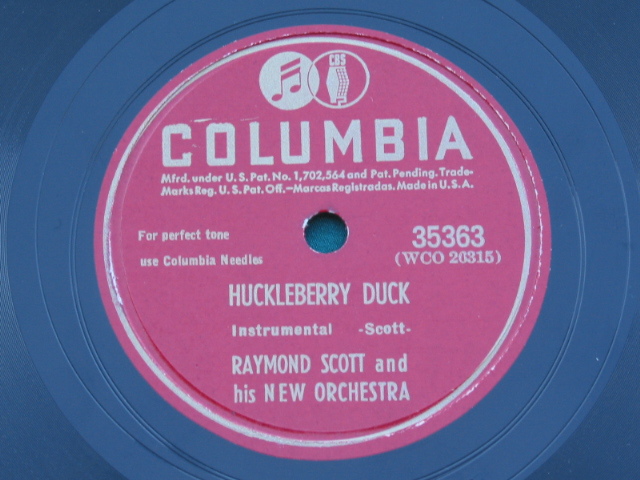 CBS
COLUMBIA
Mfrd. under U.S. Pat. No. 1,702,564 and Pat. Pending. Trade-
Marks Reg. U.S. Pat. Off.—Marcas Registradas. Made in U.S.A.
For perfect tone
use Columbia Needles
35363
(WCO 26315)
HUCKLEBERRY DUCK
Instrumental -Scott-
RAYMOND SCOTT and
his NEW ORCHESTRA